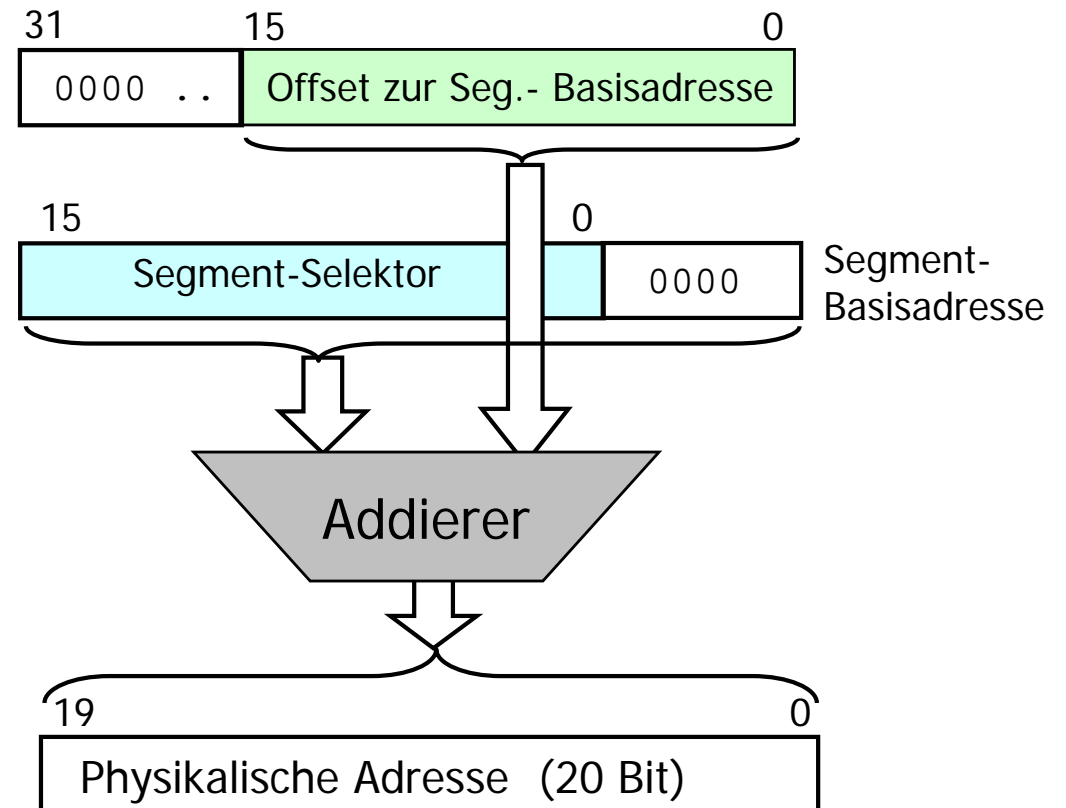 31 15 0
0000 .. Offset zur Seg.- Basisadresse
15 0
Segment-Selektor 0000
Segment-
Basisadresse
Addierer
19 0
Physikalische Adresse (20 Bit)